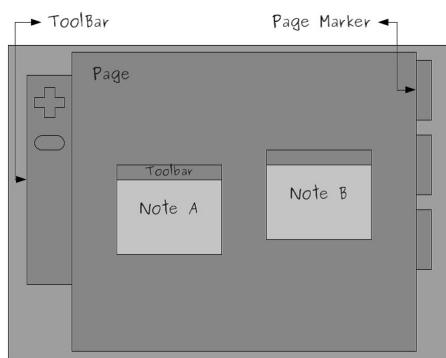 ToolBar
Page Marker
Page
Toolbar
Note A
Note B